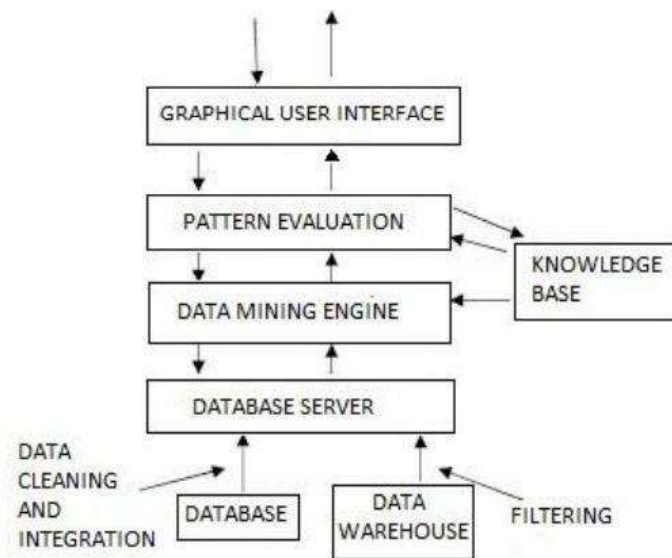 GRAPHICAL USER INTERFACE
PATTERN EVALUATION
KNOWLEDGE
BASE
DATA MINING ENGINE
DATABASE SERVER
DATA
CLEANING
AND
INTEGRATION
DATABASE
DATA
WAREHOUSE
FILTERING